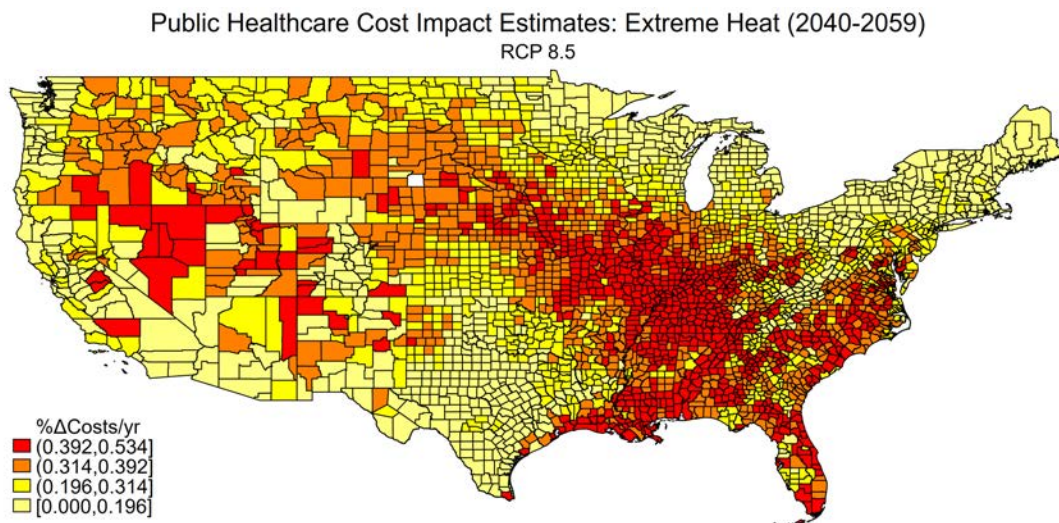 Public Healthcare Cost Impact Estimates: Extreme Heat (2040-2059)
RCP 8.5
%ΔCosts/yr
(0.392,0.534]
(0.314,0.392]
(0.196,0.314]
[0.000,0.196]